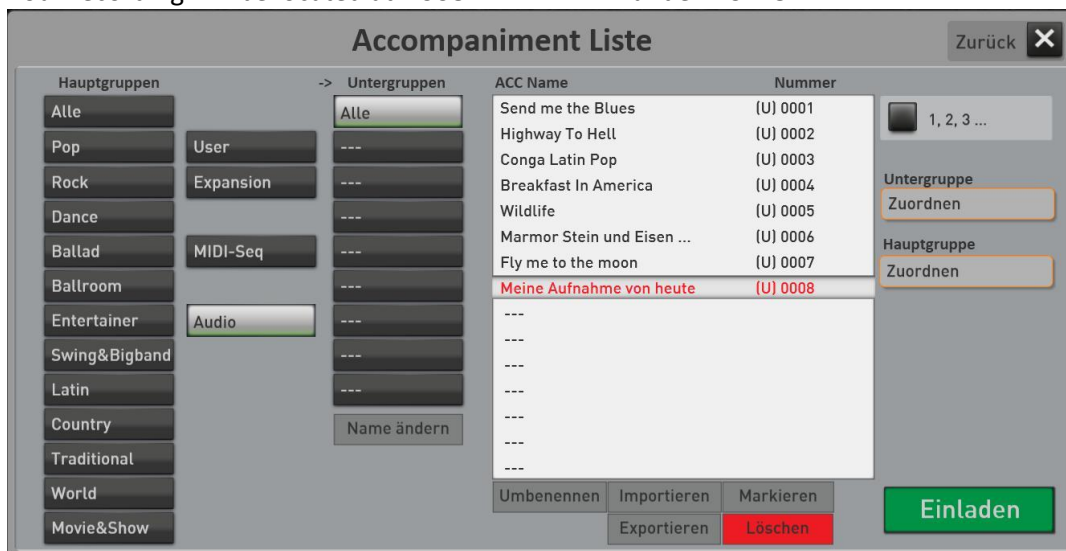 Accompaniment Liste
Zurück
Hauptgruppen -> Untergruppen
Alle
Pop
Rock
Dance
Ballad
Ballroom
Entertainer
Swing&Bigband
Latin
Country
Traditional
World
Movie&Show
User
Expansion
MIDI-Seq
Audio
Alle
---
---
---
---
---
---
---
---
Name ändern
ACC Name Nummer
Send me the Blues (U) 0001
Highway To Hell (U) 0002
Conga Latin Pop (U) 0003
Breakfast In America (U) 0004
Wildlife (U) 0005
Marmor Stein und Eisen ... (U) 0006
Fly me to the moon (U) 0007
Meine Aufnahme von heute (U) 0008
---
---
---
---
---
---
---
Umbenennen Importieren Markieren
Exportieren Löschen
1, 2, 3 ...
Untergruppe
Zuordnen
Hauptgruppe
Zuordnen
Einladen